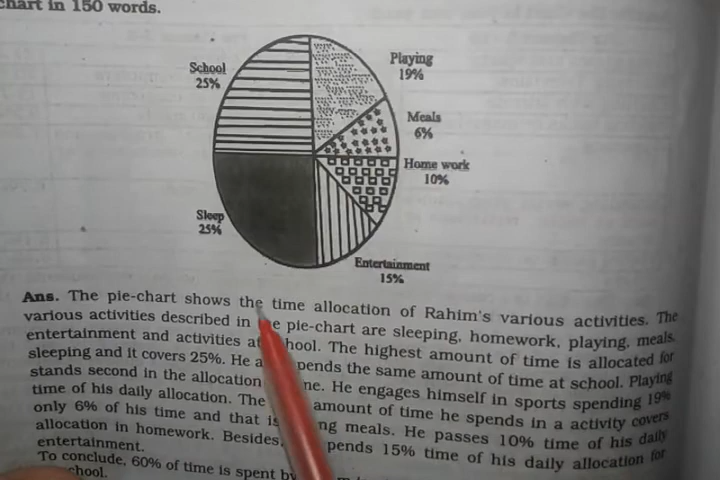 chart in 150 words.
School
25%
Playing
19%
Meals
6%
Home work
10%
Sleep
25%
Entertainment
15%
Ans. The pie-chart shows the time allocation of Rahim's various activities. The
various activities described in e pie-chart are sleeping, homework, playing, meals,
entertainment and activities a hool. The highest amount of time is allocated for
sleeping and it covers 25%. He a pends the same amount of time at school. Playing
stands second in the allocation ne. He engages himself in sports spending 19%
time of his daily allocation. The amount of time he spends in a activity covers
only 6% of his time and that is ng meals. He passes 10% time of his daily
allocation in homework. Besides, pends 15% time of his daily allocation for
entertainment.
To conclude, 60% of time is spent by
chool.